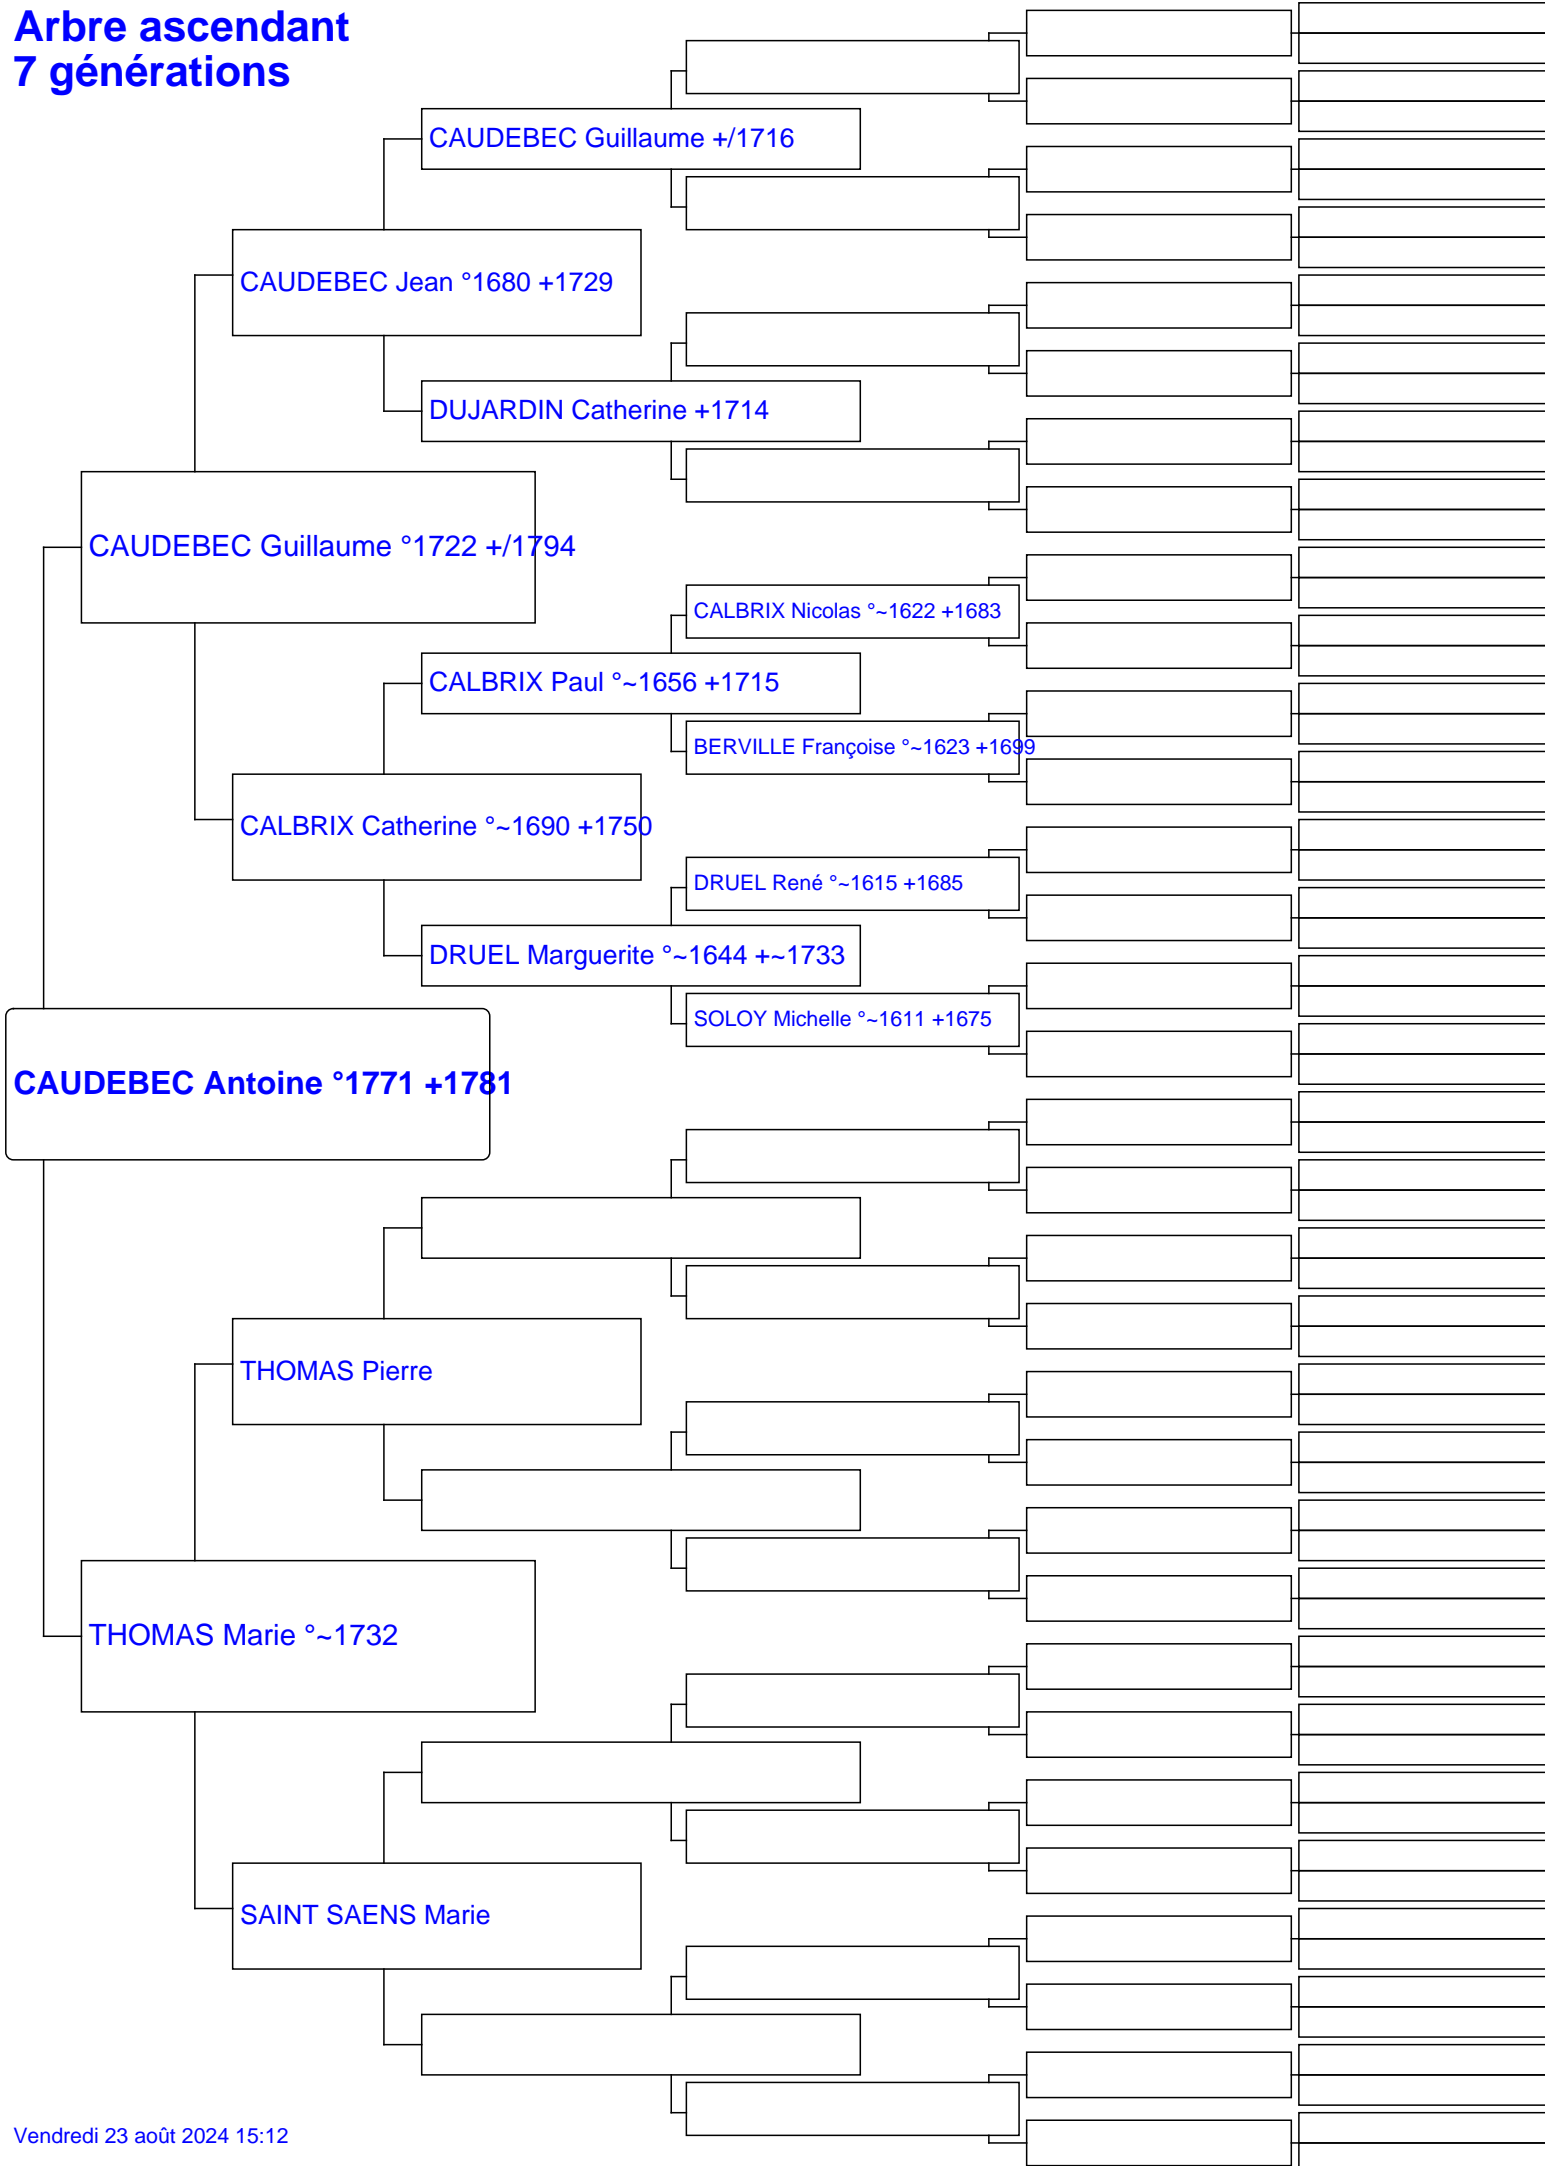 Arbre ascendant
7 générations
CAUDEBEC Guillaume +/1716
CAUDEBEC Jean °1680 +1729
DUJARDIN Catherine +1714
CAUDEBEC Guillaume °1722 +/1794
CALBRIX Nicolas °~1622 +1683
CALBRIX Paul °~1656 +1715
BERVILLE Françoise °~1623 +1699
CALBRIX Catherine °~1690 +1750
DRUEL René °~1615 +1685
DRUEL Marguerite °~1644 +~1733
SOLOY Michelle °~1611 +1675
CAUDEBEC Antoine °1771 +1781
THOMAS Pierre
THOMAS Marie °~1732
SAINT SAENS Marie
Vendredi 23 août 2024 15:12